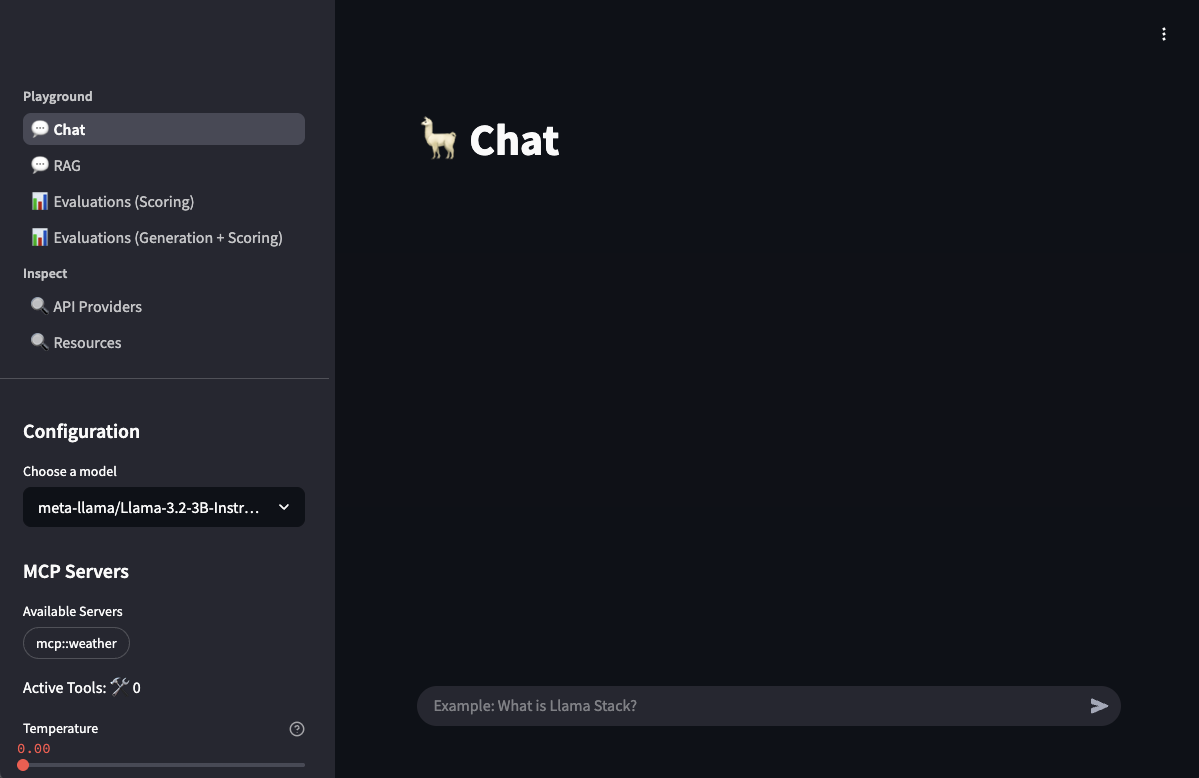 Playground
Chat
RAG
Evaluations (Scoring)
Evaluations (Generation + Scoring)
Inspect
API Providers
Resources
Configuration
Choose a model
meta-llama/Llama-3.2-3B-Instr...
MCP Servers
Available Servers
mcp::weather
Active Tools: 🛠 0
Temperature
0.00
Chat
Example: What is Llama Stack?